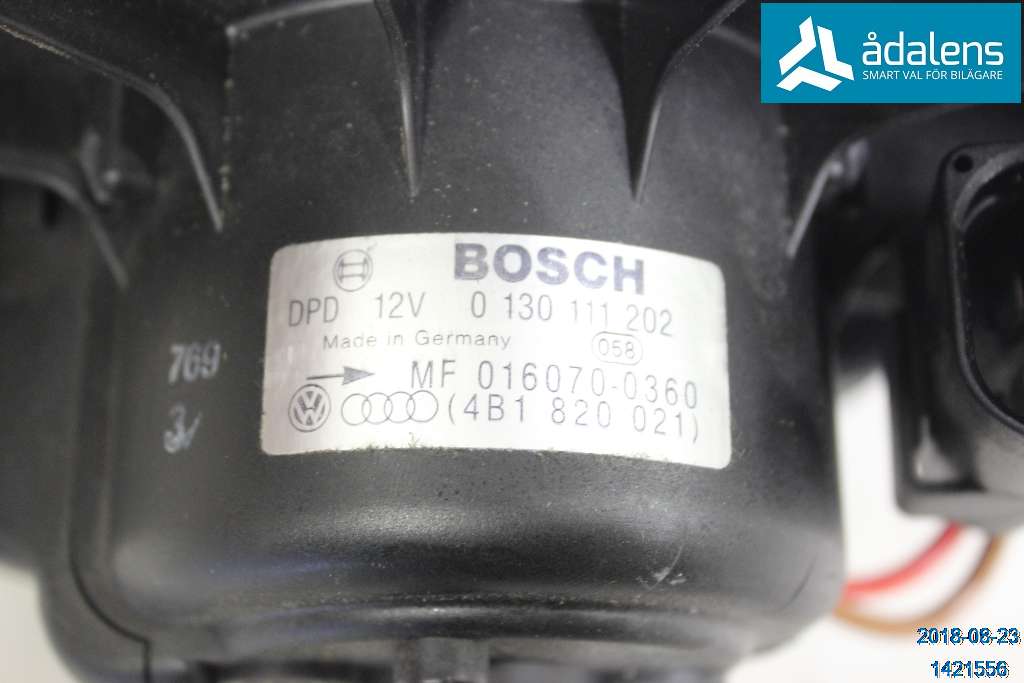 ådalens
SMART VAL FÖR BILÄGARE
BOSCH
DPD 12V 0 130 111 202
Made in Germany 058
MF 016070-0360
(4B1 820 021)
769
3/
2018-08-23
1421556